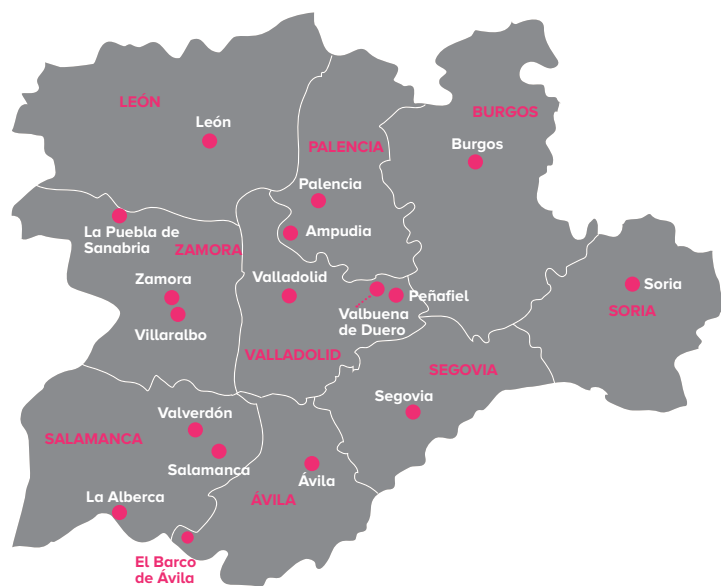 LEÓN
León
BURGOS
Burgos
PALENCIA
Palencia
Ampudia
La Puebla de
Sanabria
ZAMORA
Zamora
Villaralbo
Valladolid
Valbuena
de Duero
Peñafiel
VALLADOLID
Soria
SORIA
SEGOVIA
Segovia
Valverdón
SALAMANCA
Salamanca
La Alberca
Ávila
ÁVILA
El Barco
de Ávila